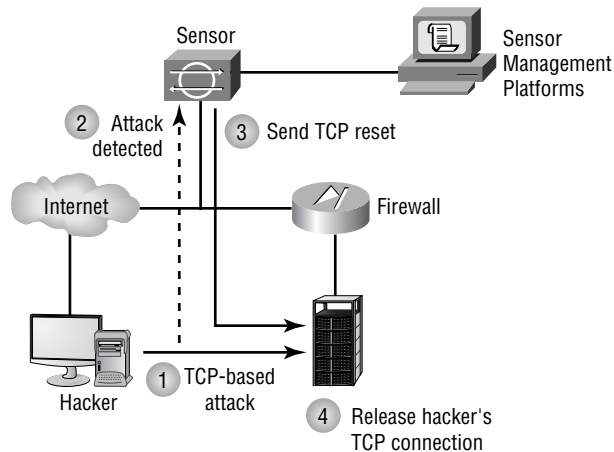 Sensor
Sensor
Management
Platforms
2 Attack
detected
3 Send TCP reset
Internet
Firewall
Hacker
1 TCP-based
attack
4 Release hacker's
TCP connection